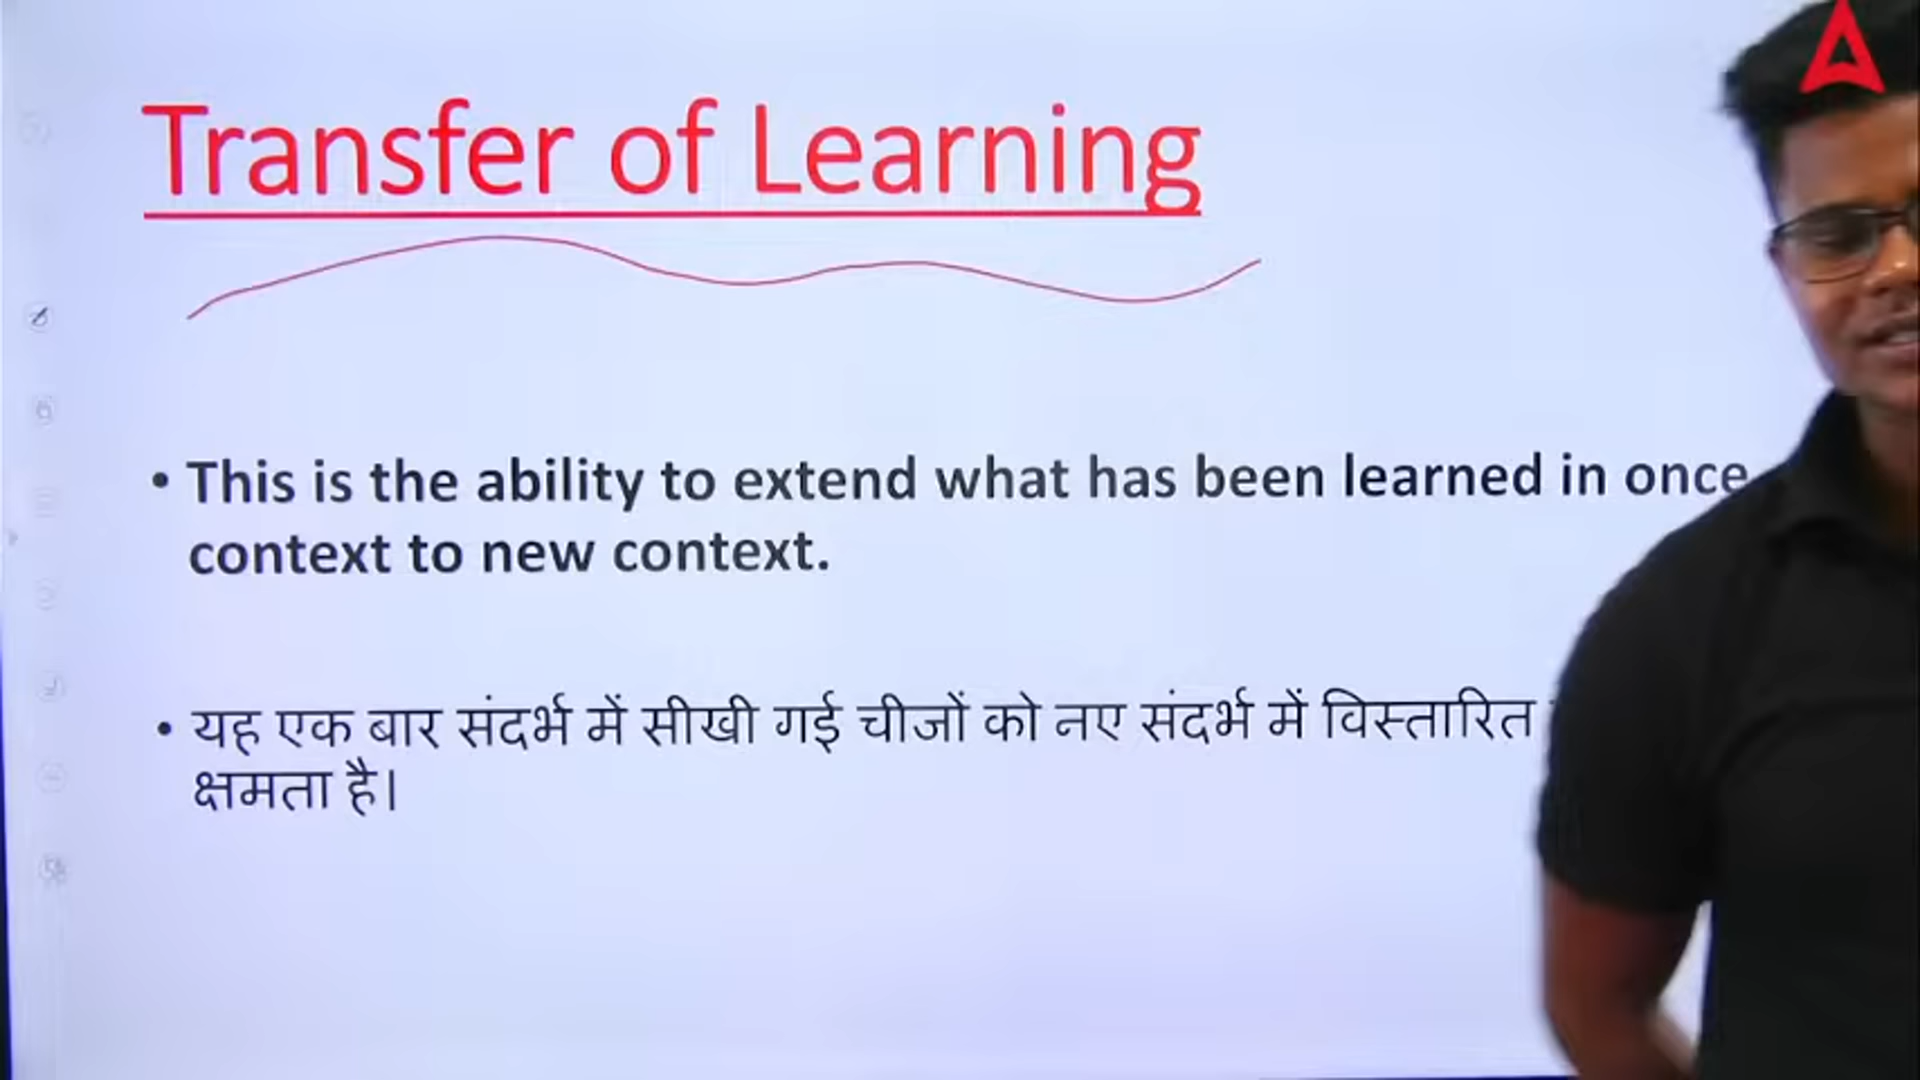 Transfer of Learning
• This is the ability to extend what has been learned in once
context to new context.
• यह एक बार संदर्भ में सीखी गई चीजों को नए संदर्भ में विस्तारित
क्षमता है।